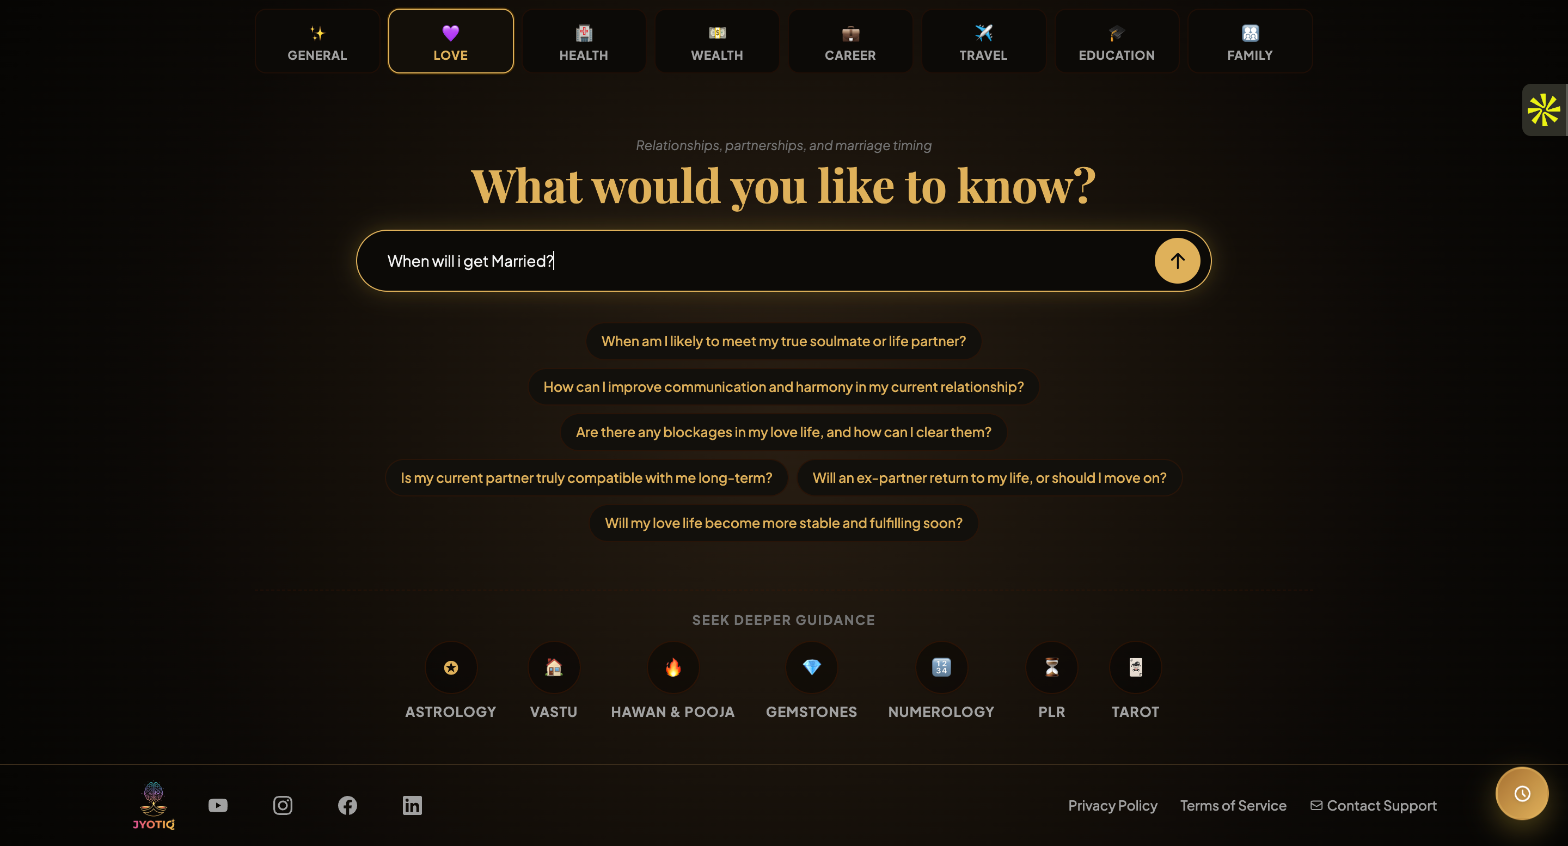 GENERAL
LOVE
HEALTH
WEALTH
CAREER
TRAVEL
EDUCATION
FAMILY
Relationships, partnerships, and marriage timing
What would you like to know?
When will i get Married?
When am I likely to meet my true soulmate or life partner?
How can I improve communication and harmony in my current relationship?
Are there any blockages in my love life, and how can I clear them?
Is my current partner truly compatible with me long-term?
Will an ex-partner return to my life, or should I move on?
Will my love life become more stable and fulfilling soon?
SEEK DEEPER GUIDANCE
ASTROLOGY
VASTU
HAWAN & POOJA
GEMSTONES
NUMEROLOGY
PLR
TAROT
JYOTIQ
Privacy Policy
Terms of Service
Contact Support